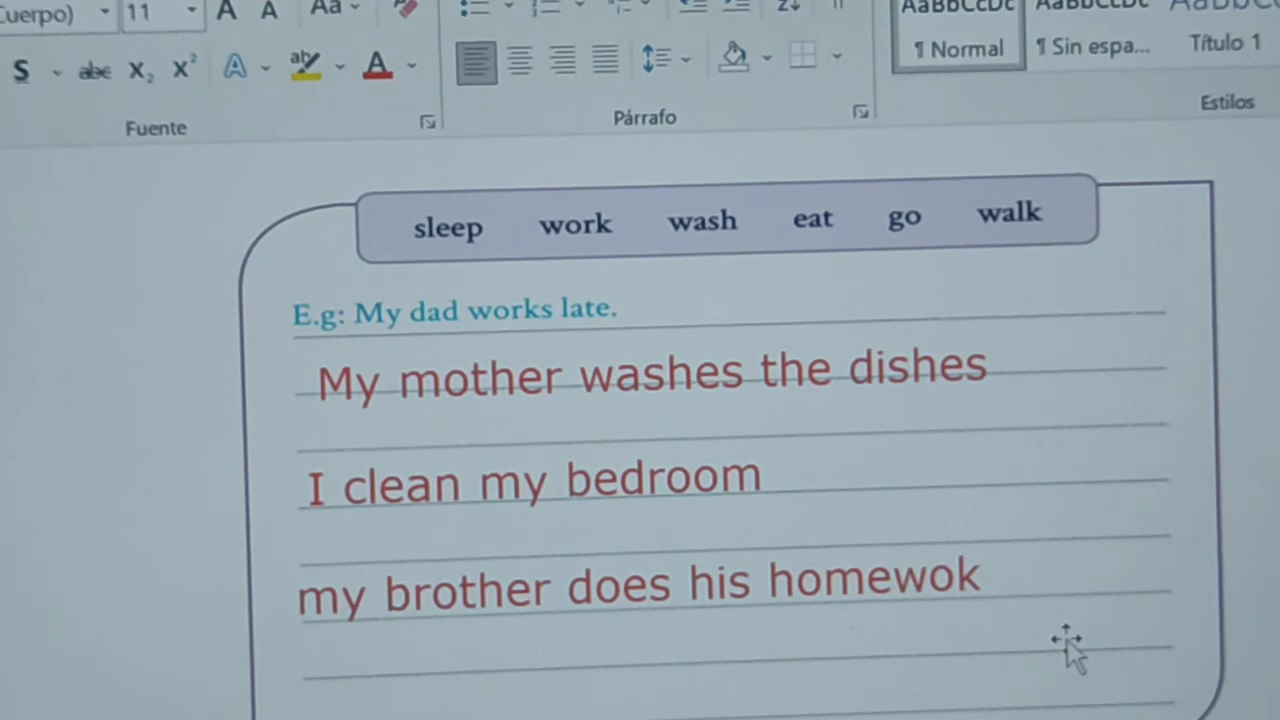 Cuerpo) 11 A A Aa
S abc X₂ X² A aby A
AaBbCcDc AaBbCcDc
¶ Normal ¶ Sin espa... Título 1
Fuente Párrafo Estilos
sleep work wash eat go walk
E.g: My dad works late.
My mother washes the dishes
I clean my bedroom
my brother does his homewok